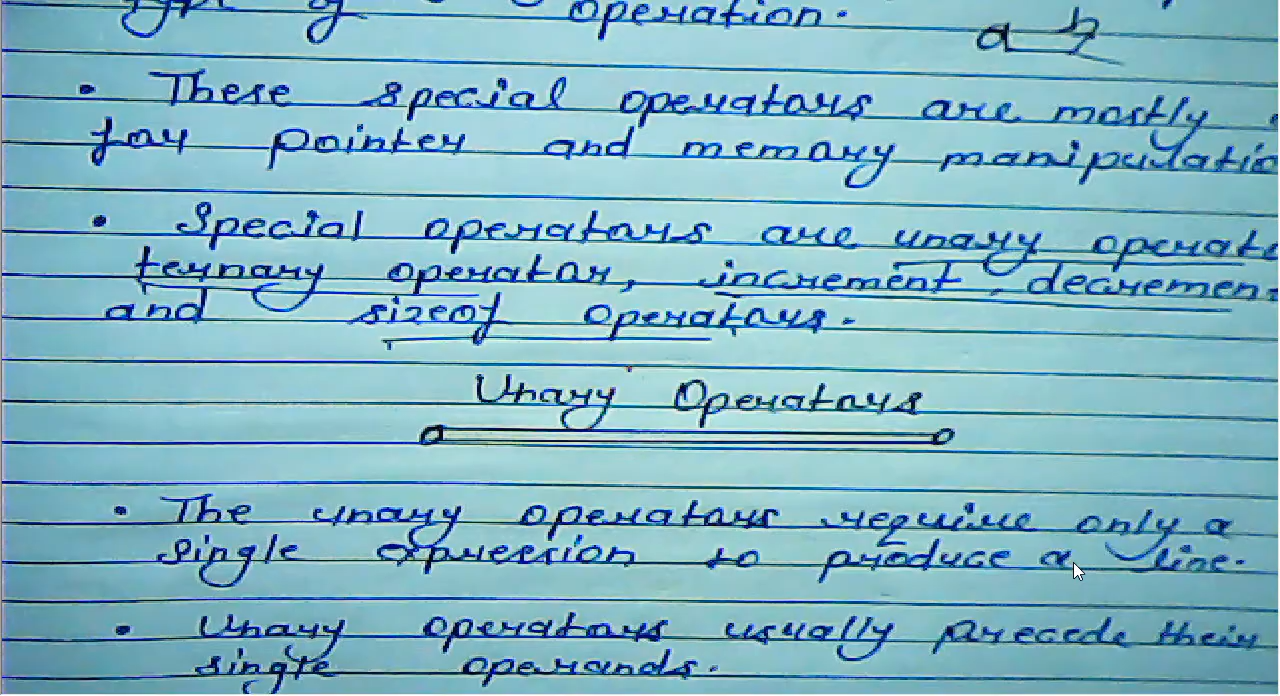 type of operation.
a b
• These special operators are mostly
for pointer and memory manipulatio
• Special operators are unary operat
ternary operator, increment, decremen
and sizeof operators.
Unary Operators
• The unary operators require only a
single expression to produce a line.
• Unary operators usually precede their
single operands.